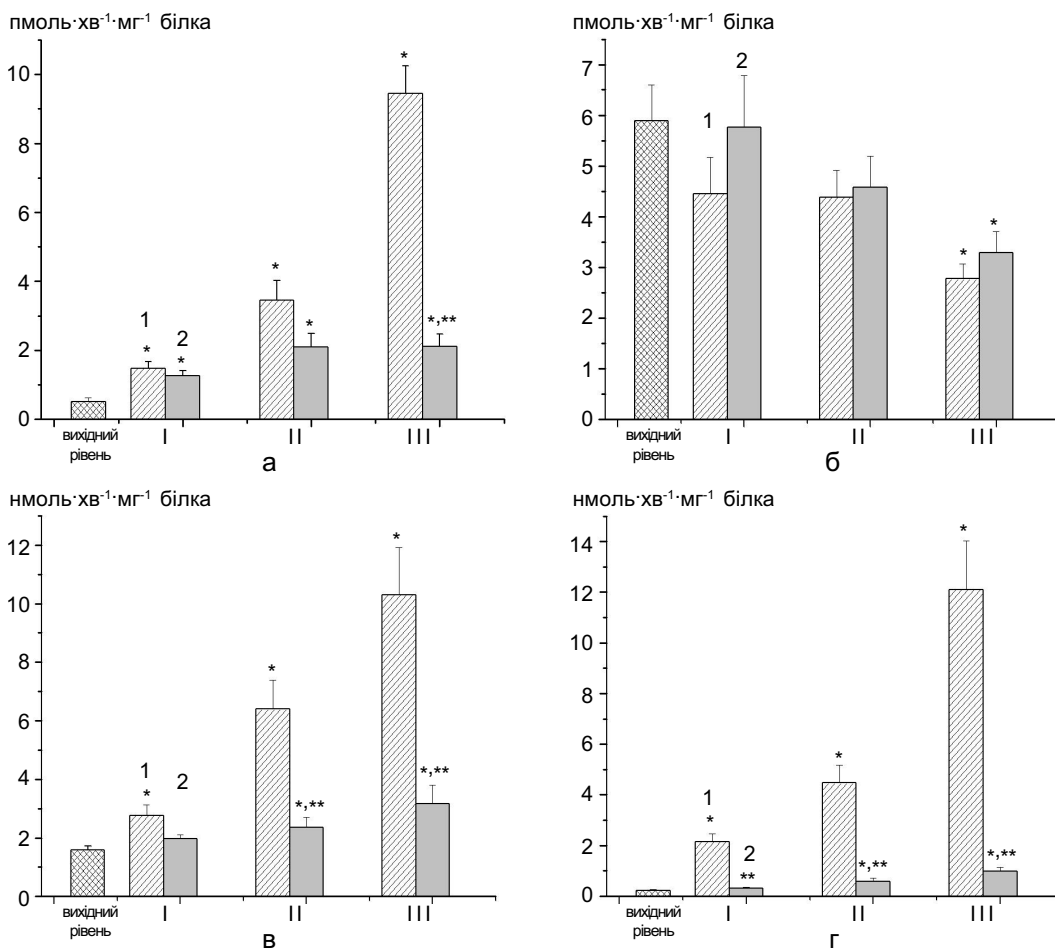 пмоль·хв⁻¹·мг⁻¹ білка
10
8
6
4
2
0
*
*
*
*,**
1
*
2
*
вихідний
рівень
I
II
III
а
пмоль·хв⁻¹·мг⁻¹ білка
7
6
5
4
3
2
1
0
1
2
*
*
вихідний
рівень
I
II
III
б
нмоль·хв⁻¹·мг⁻¹ білка
12
10
8
6
4
2
0
*
*
1
*
2
*,**
*,**
вихідний
рівень
I
II
III
в
нмоль·хв⁻¹·мг⁻¹ білка
14
12
10
8
6
4
2
0
*
*
1
*
2
**
*,**
*,**
вихідний
рівень
I
II
III
г